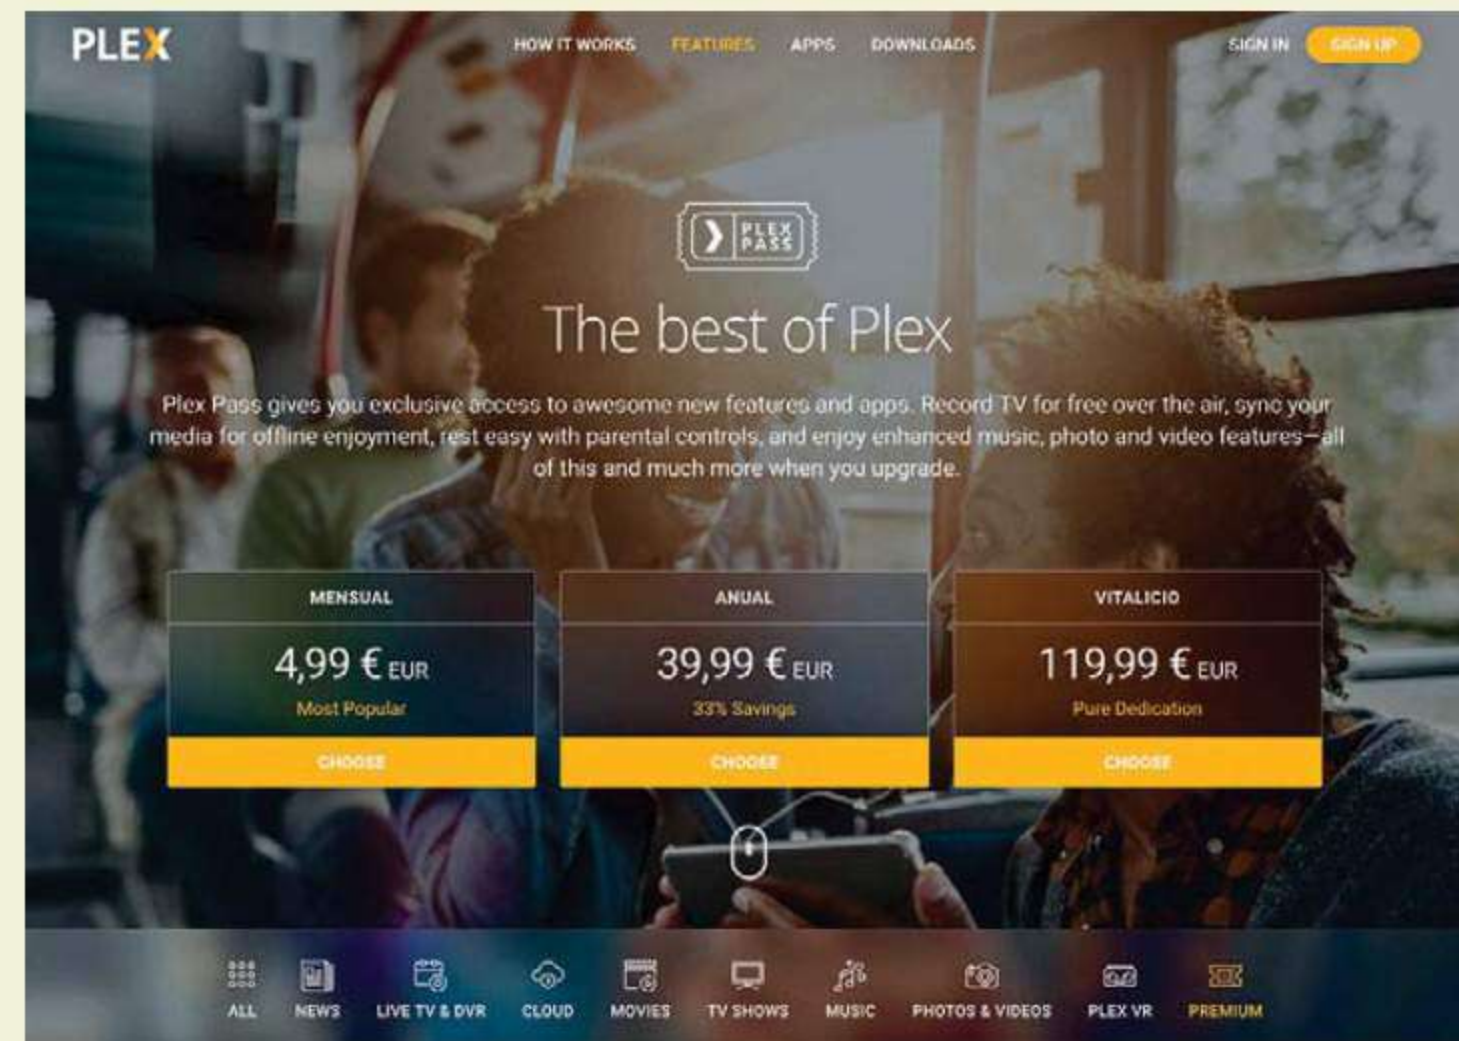 PLEX
HOW IT WORKS FEATURES APPS DOWNLOADS
SIGN IN SIGN UP
PLEX
PASS
The best of Plex
Plex Pass gives you exclusive access to awesome new features and apps. Record TV for free over the air, sync your
media for offline enjoyment, rest easy with parental controls, and enjoy enhanced music, photo and video features—all
of this and much more when you upgrade.
MENSUAL
4,99 € EUR
Most Popular
CHOOSE
ANUAL
39,99 € EUR
33% Savings
CHOOSE
VITALICIO
119,99 € EUR
Pure Dedication
CHOOSE
ALL NEWS LIVE TV & DVR CLOUD MOVIES TV SHOWS MUSIC PHOTOS & VIDEOS PLEX VR PREMIUM